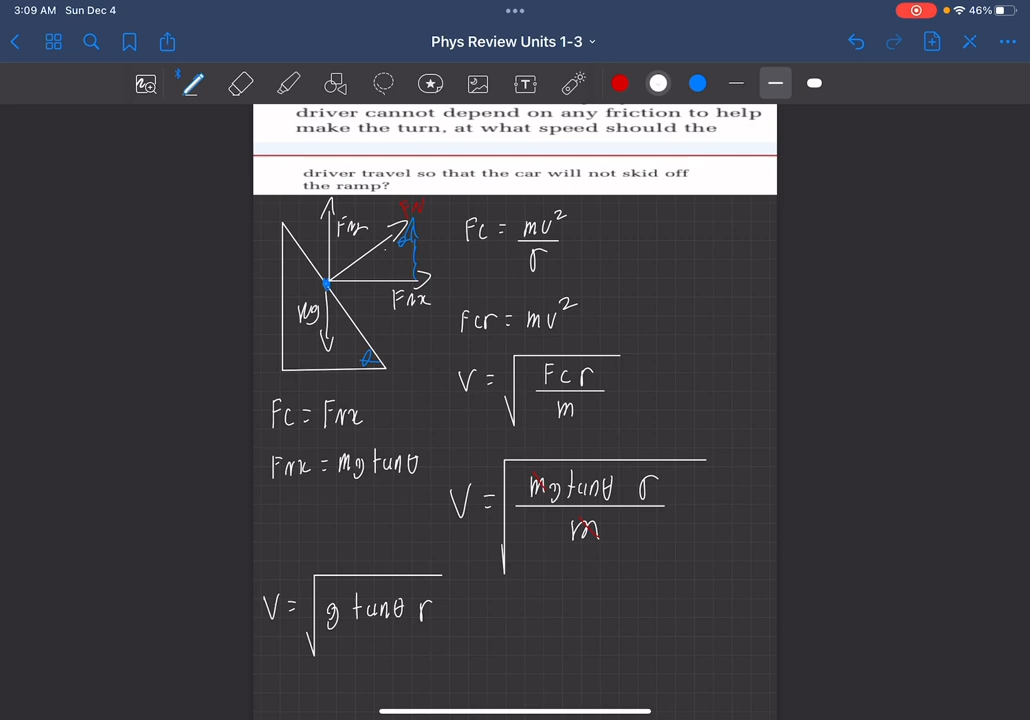 3:09 AM Sun Dec 4
46%
Phys Review Units 1-3
driver cannot depend on any friction to help
make the turn, at what speed should the
driver travel so that the car will not skid off
the ramp?
FN
Fny
Fc = mv²/r
mg
Fnx
θ
Fcr = mv²
V = √(Fc r/m)
Fc = Fnx
Fnx = mg tanθ
V = √(mg tanθ r/m)
V = √(g tanθ r)